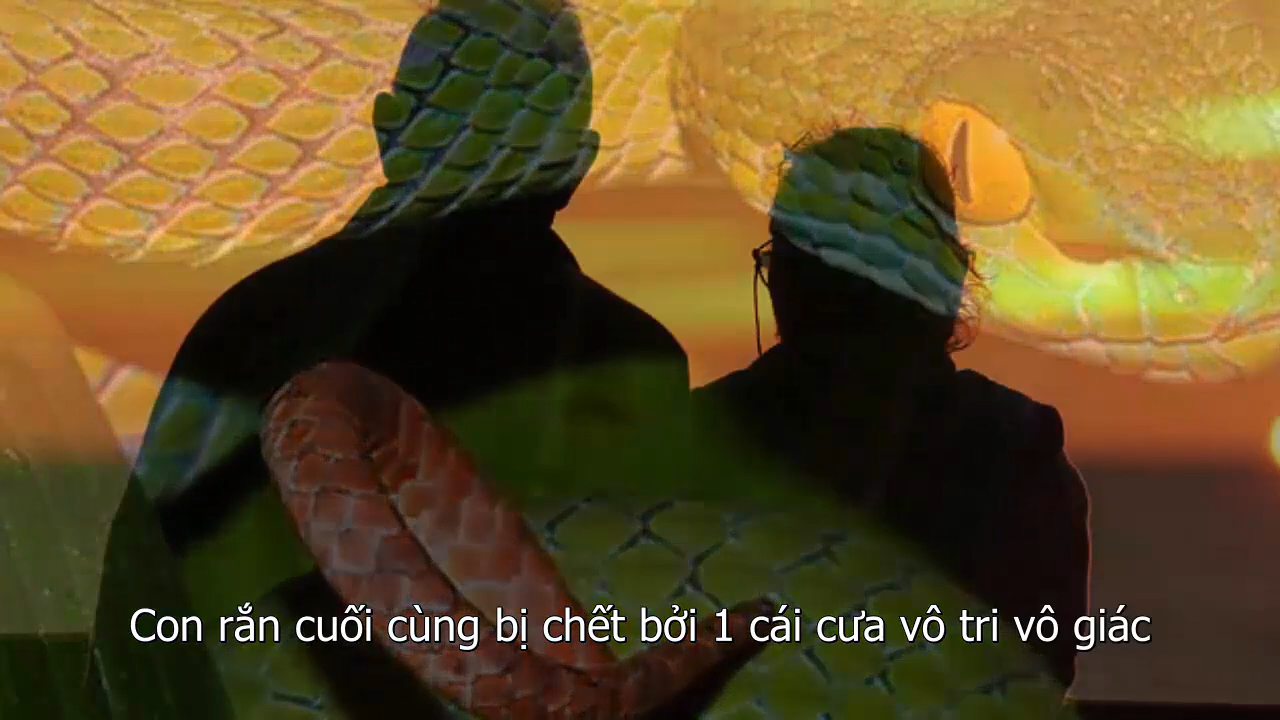 Con rắn cuối cùng bị chết bởi 1 cái cưa vô tri vô giác